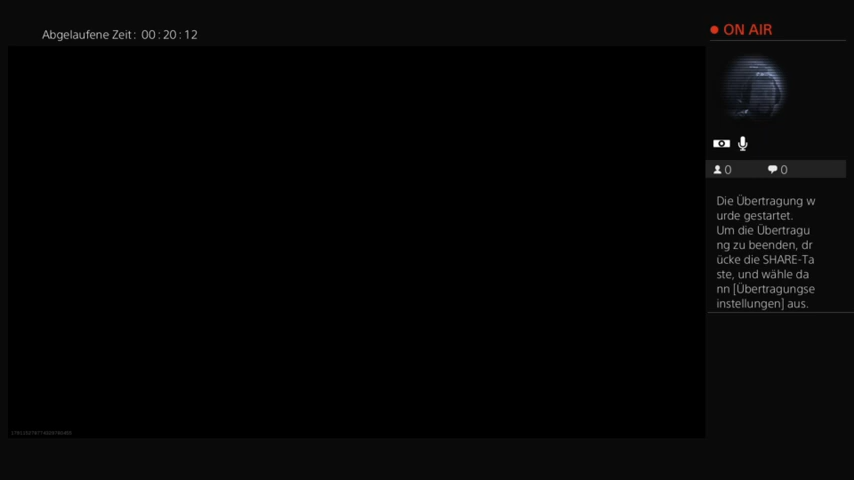 Abgelaufene Zeit: 00:20:12
ON AIR
0 0
Die Übertragung w
urde gestartet.
Um die Übertragu
ng zu beenden, dr
ücke die SHARE-Ta
ste, und wähle da
nn [Übertragungse
instellungen] aus.